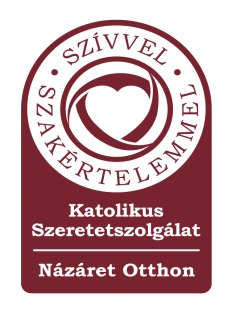 • SZÍVVEL •
SZAKÉRTELEMMEL
Katolikus
Szeretetszolgálat
Názáret Otthon